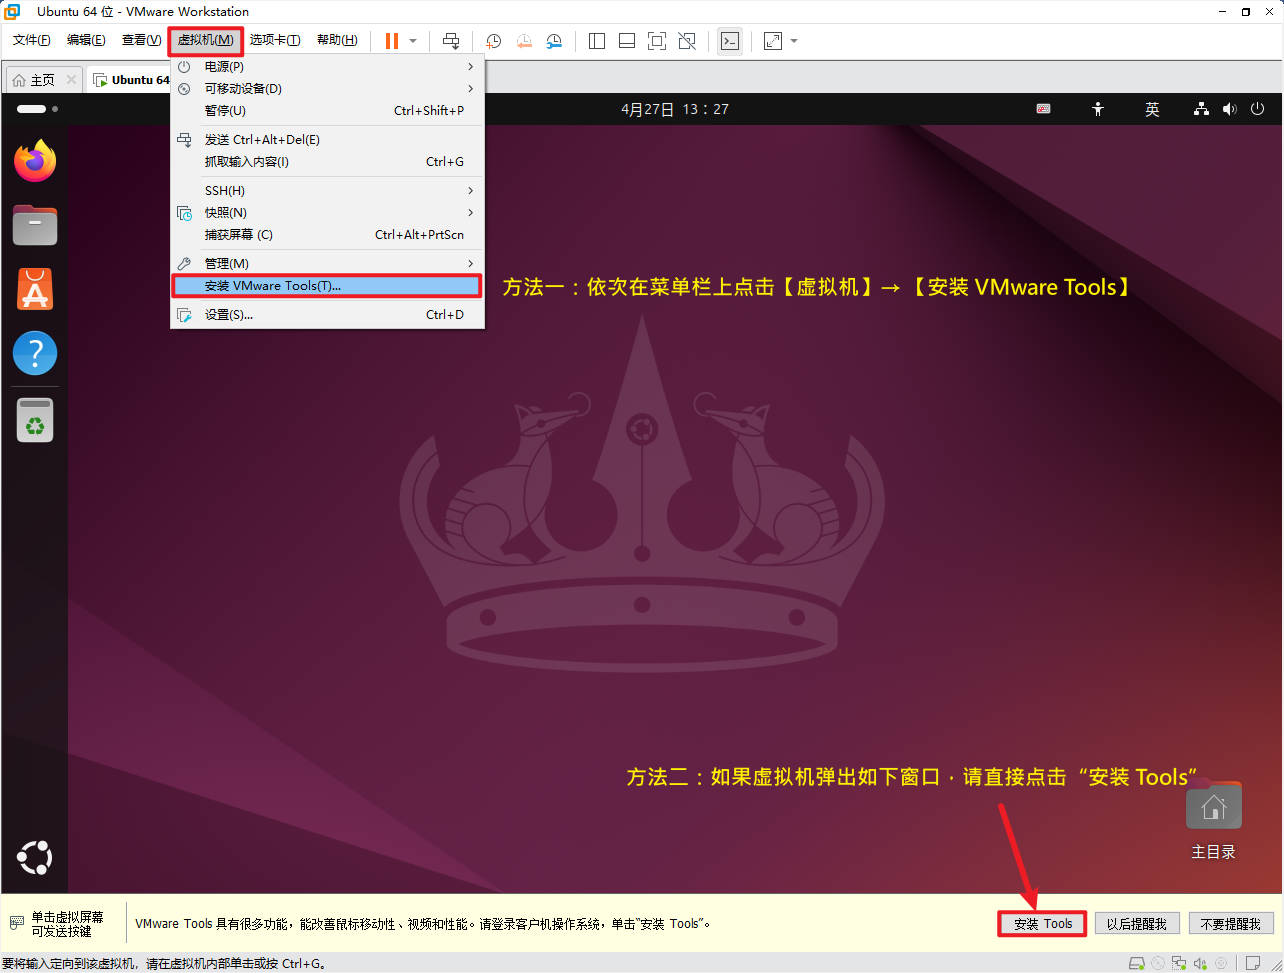 Ubuntu 64 位 - VMware Workstation
文件(F) 编辑(E) 查看(V) 虚拟机(M) 选项卡(T) 帮助(H)
主页 Ubuntu 64
电源(P)
可移动设备(D)
暂停(U) Ctrl+Shift+P
发送 Ctrl+Alt+Del(E)
抓取输入内容(I) Ctrl+G
SSH(H)
快照(N)
捕获屏幕 (C) Ctrl+Alt+PrtScn
管理(M)
安装 VMware Tools(T)...
设置(S)... Ctrl+D
4月27日 13：27
英
方法一：依次在菜单栏上点击【虚拟机】→ 【安装 VMware Tools】
方法二：如果虚拟机弹出如下窗口，请直接点击“安装 Tools”
主目录
单击虚拟屏幕
可发送按键
VMware Tools 具有很多功能，能改善鼠标移动性、视频和性能。请登录客户机操作系统，单击“安装 Tools”。
安装 Tools 以后提醒我 不要提醒我
要将输入定向到该虚拟机，请在虚拟机内部单击或按 Ctrl+G。